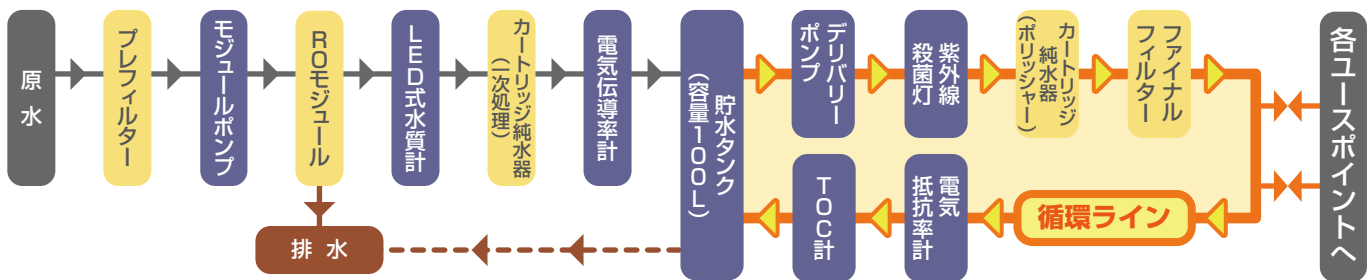 原水
プレフィルター
モジュールポンプ
ROモジュール
LED式水質計
カートリッジ純水器
(一次処理)
電気伝導率計
貯水タンク
(容量100L)
デリバリー
ポンプ
紫外線
殺菌灯
カートリッジ
純水器
(ポリッシャー)
ファイナル
フィルター
各ユースポイントへ
循環ライン
電気
抵抗率計
TOC計
排水